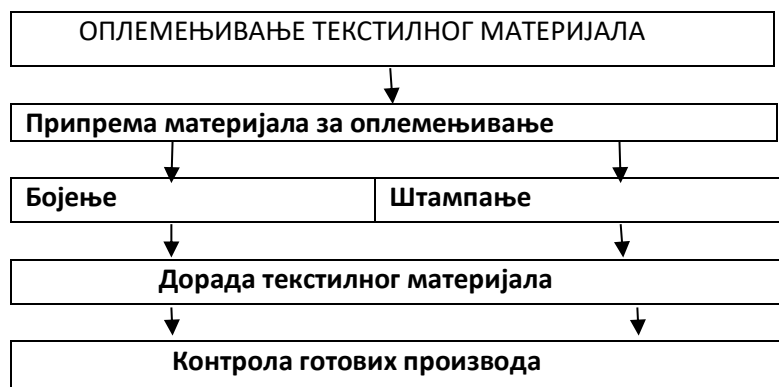 ОПЛЕМЕЊИВАЊЕ ТЕКСТИЛНОГ МАТЕРИЈАЛА
Припрема материјала за оплемењивање
Бојење
Штампање
Дорада текстилног материјала
Контрола готових производа